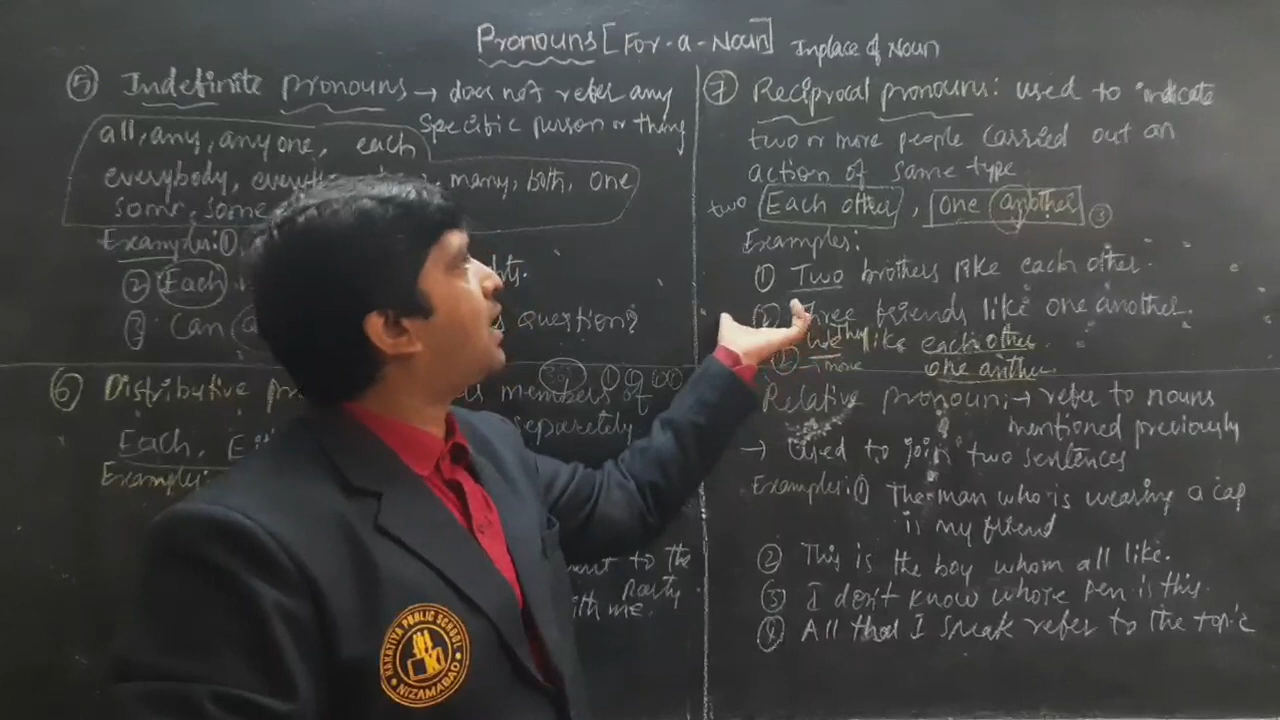 Pronouns [For-a-Noun] Inplace of Noun
⑤ Indefinite pronouns → does not refer any
specific person or thing
all, any, anyone, each
everybody, many, both, one
some, some
Examples: ①
② Each
③ Can question?
⑥ Distributive members of
separately
Each,
Examples:
to the
party
with me.
⑦ Reciprocal pronouns: used to indicate
two or more people carried out an
action of same type
two Each other, one another ③
Examples:
① Two brothers like each other.
② Three friends like one another.
they like each other
② more one anther
Relative pronoun: → refer to nouns
mentioned previously
→ Used to join two sentences
Examples: ① The man who is wearing a cap
is my friend
② This is the boy whom all like.
③ I don't know whose pen is this.
④ All that I speak refer to the topic
KAKATIYA PUBLIC SCHOOL
NIZAMABAD